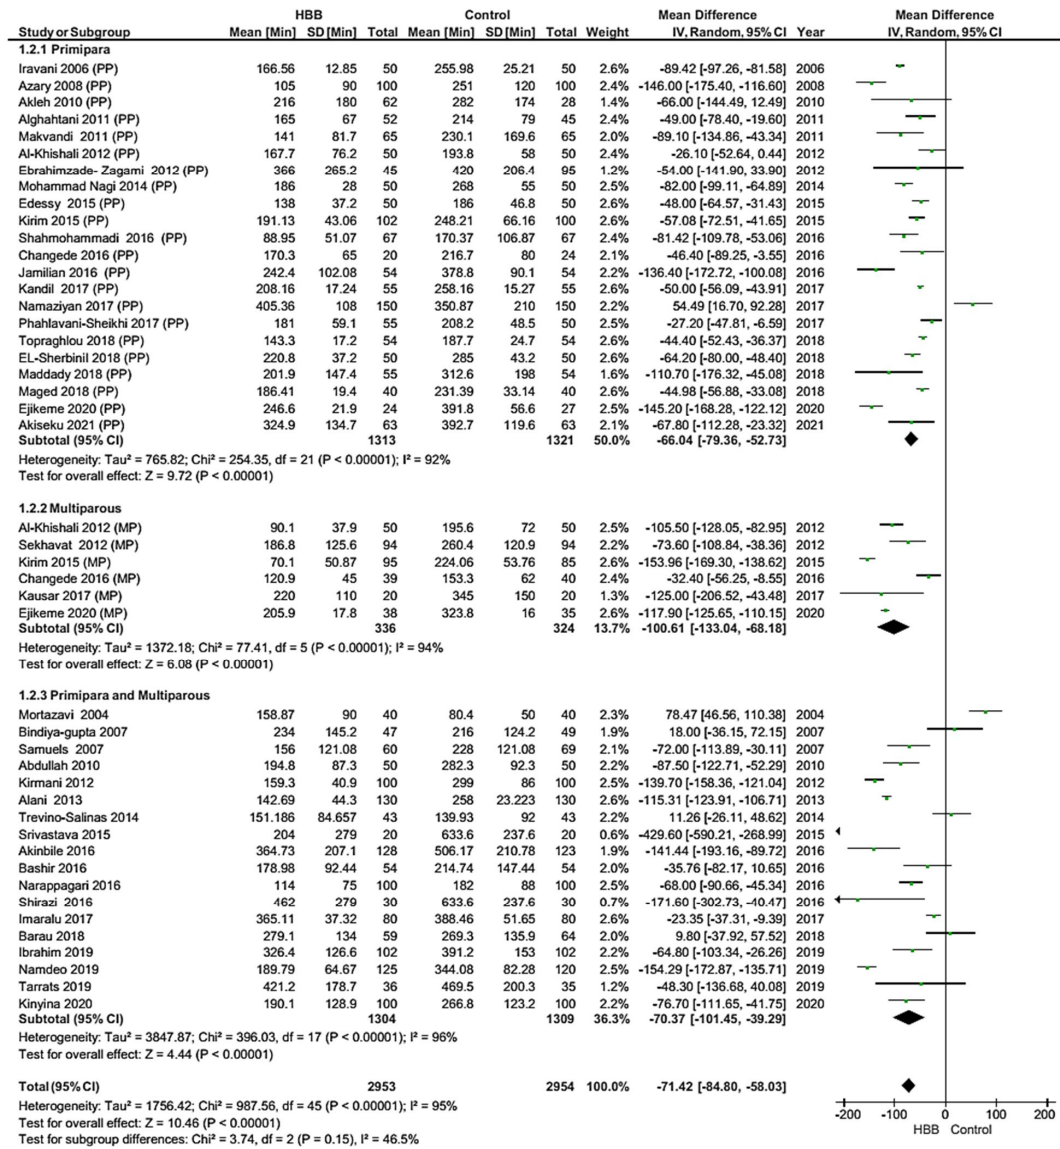 HBB Control Mean Difference Mean Difference
Study or Subgroup Mean [Min] SD [Min] Total Mean [Min] SD [Min] Total Weight IV, Random, 95% CI Year IV, Random, 95% CI
1.2.1 Primipara
Iravani 2006 (PP) 166.56 12.85 50 255.98 25.21 50 2.6% -89.42 [-97.26, -81.58] 2006
Azary 2008 (PP) 105 90 100 251 120 100 2.4% -146.00 [-175.40, -116.60] 2008
Akleh 2010 (PP) 216 180 62 282 174 28 1.4% -66.00 [-144.49, 12.49] 2010
Alghahtani 2011 (PP) 165 67 52 214 79 45 2.4% -49.00 [-78.40, -19.60] 2011
Makvandi 2011 (PP) 141 81.7 65 230.1 169.6 65 2.1% -89.10 [-134.86, -43.34] 2011
Al-Khishali 2012 (PP) 167.7 76.2 50 193.8 58 50 2.4% -26.10 [-52.64, 0.44] 2012
Ebrahimzade- Zagami 2012 (PP) 366 265.2 45 420 206.4 95 1.2% -54.00 [-141.90, 33.90] 2012
Mohammad Nagi 2014 (PP) 186 28 50 268 55 50 2.5% -82.00 [-99.11, -64.89] 2014
Edessy 2015 (PP) 138 37.2 50 186 46.8 50 2.5% -48.00 [-64.57, -31.43] 2015
Kirim 2015 (PP) 191.13 43.06 102 248.21 66.16 100 2.6% -57.08 [-72.51, -41.65] 2015
Shahmohammadi 2016 (PP) 88.95 51.07 67 170.37 106.87 67 2.4% -81.42 [-109.78, -53.06] 2016
Changede 2016 (PP) 170.3 65 20 216.7 80 24 2.1% -46.40 [-89.25, -3.55] 2016
Jamilian 2016 (PP) 242.4 102.08 54 378.8 90.1 54 2.2% -136.40 [-172.72, -100.08] 2016
Kandil 2017 (PP) 208.16 17.24 55 258.16 15.27 55 2.6% -50.00 [-56.09, -43.91] 2017
Namaziyan 2017 (PP) 405.36 108 150 350.87 210 150 2.2% 54.49 [16.70, 92.28] 2017
Phahlavani-Sheikhi 2017 (PP) 181 59.1 55 208.2 48.5 50 2.5% -27.20 [-47.81, -6.59] 2017
Topraghlou 2018 (PP) 143.3 17.2 54 187.7 24.7 54 2.6% -44.40 [-52.43, -36.37] 2018
EL-Sherbinil 2018 (PP) 220.8 37.2 50 285 43.2 50 2.6% -64.20 [-80.00, -48.40] 2018
Maddady 2018 (PP) 201.9 147.4 55 312.6 198 54 1.6% -110.70 [-176.32, -45.08] 2018
Maged 2018 (PP) 186.41 19.4 40 231.39 33.14 40 2.6% -44.98 [-56.88, -33.08] 2018
Ejikeme 2020 (PP) 246.6 21.9 24 391.8 56.6 27 2.5% -145.20 [-168.28, -122.12] 2020
Akiseku 2021 (PP) 324.9 134.7 63 392.7 119.6 63 2.1% -67.80 [-112.28, -23.32] 2021
Subtotal (95% CI) 1313 1321 50.0% -66.04 [-79.36, -52.73]
Heterogeneity: Tau² = 765.82; Chi² = 254.35, df = 21 (P < 0.00001); I² = 92%
Test for overall effect: Z = 9.72 (P < 0.00001)
1.2.2 Multiparous
Al-Khishali 2012 (MP) 90.1 37.9 50 195.6 72 50 2.5% -105.50 [-128.05, -82.95] 2012
Sekhavat 2012 (MP) 186.8 125.6 94 260.4 120.9 94 2.2% -73.60 [-108.84, -38.36] 2012
Kirim 2015 (MP) 70.1 50.87 95 224.06 53.76 85 2.6% -153.96 [-169.30, -138.62] 2015
Changede 2016 (MP) 120.9 45 39 153.3 62 40 2.4% -32.40 [-56.25, -8.55] 2016
Kausar 2017 (MP) 220 110 20 345 150 20 1.3% -125.00 [-206.52, -43.48] 2017
Ejikeme 2020 (MP) 205.9 17.8 38 323.8 16 35 2.6% -117.90 [-125.65, -110.15] 2020
Subtotal (95% CI) 336 324 13.7% -100.61 [-133.04, -68.18]
Heterogeneity: Tau² = 1372.18; Chi² = 77.41, df = 5 (P < 0.00001); I² = 94%
Test for overall effect: Z = 6.08 (P < 0.00001)
1.2.3 Primipara and Multiparous
Mortazavi 2004 158.87 90 40 80.4 50 40 2.3% 78.47 [46.56, 110.38] 2004
Bindiya-gupta 2007 234 145.2 47 216 124.2 49 1.9% 18.00 [-36.15, 72.15] 2007
Samuels 2007 156 121.08 60 228 121.08 69 2.1% -72.00 [-113.89, -30.11] 2007
Abdullah 2010 194.8 87.3 50 282.3 92.3 50 2.2% -87.50 [-122.71, -52.29] 2010
Kirmani 2012 159.3 40.9 100 299 86 100 2.5% -139.70 [-158.36, -121.04] 2012
Alani 2013 142.69 44.3 130 258 23.223 130 2.6% -115.31 [-123.91, -106.71] 2013
Trevino-Salinas 2014 151.186 84.657 43 139.93 92 43 2.2% 11.26 [-26.11, 48.62] 2014
Srivastava 2015 204 279 20 633.6 237.6 20 0.6% -429.60 [-590.21, -268.99] 2015
Akinbile 2016 364.73 207.1 128 506.17 210.78 123 1.9% -141.44 [-193.16, -89.72] 2016
Bashir 2016 178.98 92.44 54 214.74 147.44 54 2.0% -35.76 [-82.17, 10.65] 2016
Narappagari 2016 114 75 100 182 88 100 2.5% -68.00 [-90.66, -45.34] 2016
Shirazi 2016 462 279 30 633.6 237.6 30 0.7% -171.60 [-302.73, -40.47] 2016
Imaralu 2017 365.11 37.32 80 388.46 51.65 80 2.6% -23.35 [-37.31, -9.39] 2017
Barau 2018 279.1 134 59 269.3 135.9 64 2.0% 9.80 [-37.92, 57.52] 2018
Ibrahim 2019 326.4 126.6 102 391.2 153 102 2.2% -64.80 [-103.34, -26.26] 2019
Namdeo 2019 189.79 64.67 125 344.08 82.28 120 2.5% -154.29 [-172.87, -135.71] 2019
Tarrats 2019 421.2 178.7 36 469.5 200.3 35 1.2% -48.30 [-136.68, 40.08] 2019
Kinyina 2020 190.1 128.9 100 266.8 123.2 100 2.2% -76.70 [-111.65, -41.75] 2020
Subtotal (95% CI) 1304 1309 36.3% -70.37 [-101.45, -39.29]
Heterogeneity: Tau² = 3847.87; Chi² = 396.03, df = 17 (P < 0.00001); I² = 96%
Test for overall effect: Z = 4.44 (P < 0.00001)
Total (95% CI) 2953 2954 100.0% -71.42 [-84.80, -58.03]
Heterogeneity: Tau² = 1756.42; Chi² = 987.56, df = 45 (P < 0.00001); I² = 95%
Test for overall effect: Z = 10.46 (P < 0.00001)
Test for subgroup differences: Chi² = 3.74, df = 2 (P = 0.15), I² = 46.5%
-200 -100 0 100 200
HBB Control